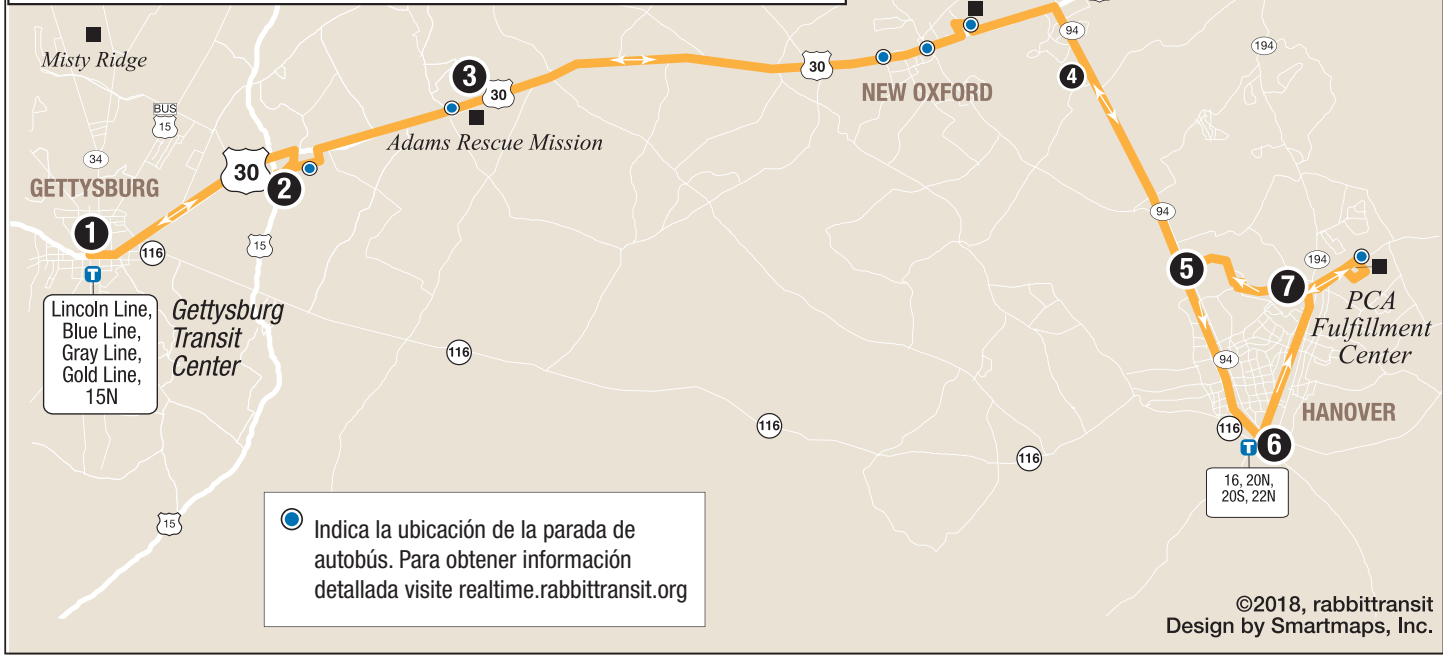 94
Misty Ridge
3
30
30
4
194
NEW OXFORD
BUS
15
Adams Rescue Mission
34
30
GETTYSBURG
2
94
1
116
15
5
7
194
Lincoln Line,
Blue Line,
Gray Line,
Gold Line,
15N
Gettysburg
Transit
Center
PCA
Fulfillment
Center
116
94
HANOVER
116
116
116
6
T
T
16, 20N,
20S, 22N
15
Indica la ubicación de la parada de
autobús. Para obtener información
detallada visite realtime.rabbittransit.org
©2018, rabbittransit
Design by Smartmaps, Inc.